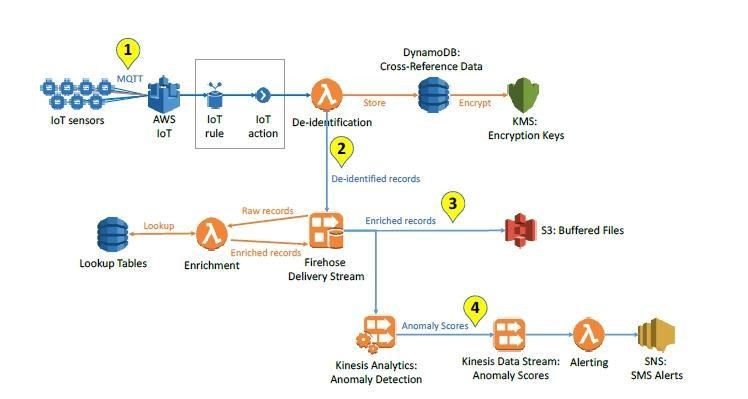 1
MQTT
IoT sensors
AWS
IoT
IoT
rule
IoT
action
De-identification
Store
DynamoDB:
Cross-Reference Data
Encrypt
KMS:
Encryption Keys
2
De-identified records
Lookup Tables
Lookup
Enrichment
Raw records
Enriched records
Firehose
Delivery Stream
Enriched records
3
S3: Buffered Files
Kinesis Analytics:
Anomaly Detection
Anomaly Scores
4
Kinesis Data Stream:
Anomaly Scores
Alerting
SNS:
SMS Alerts